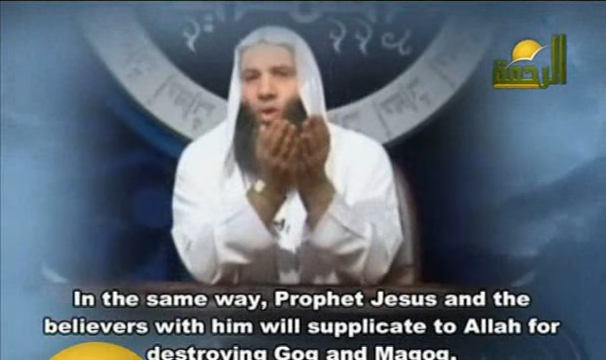 الرحمة
In the same way, Prophet Jesus and the
believers with him will supplicate to Allah for
destroying Gog and Magog.